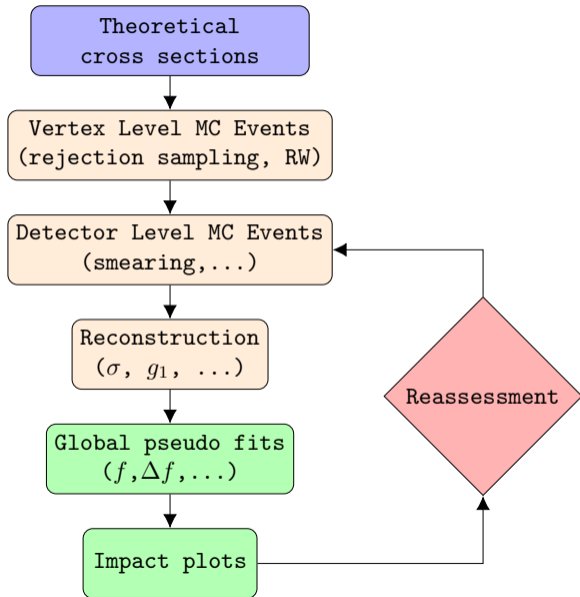 Theoretical
cross sections
Vertex Level MC Events
(rejection sampling, RW)
Detector Level MC Events
(smearing,...)
Reconstruction
(σ, g₁, ...)
Reassessment
Global pseudo fits
(f,Δf,...)
Impact plots